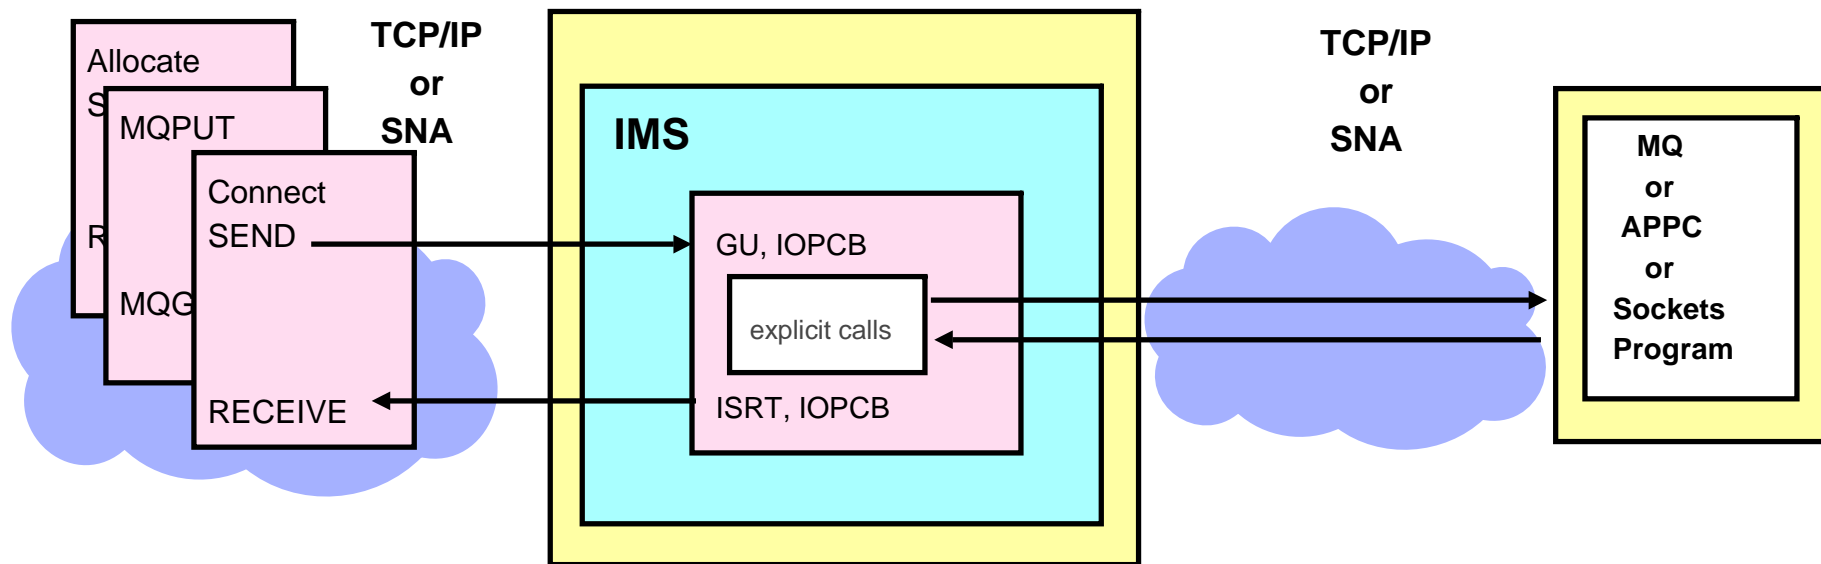 Allocate
MQPUT
Connect
SEND
RECEIVE
TCP/IP
or
SNA
IMS
GU, IOPCB
explicit calls
ISRT, IOPCB
TCP/IP
or
SNA
MQ
or
APPC
or
Sockets
Program